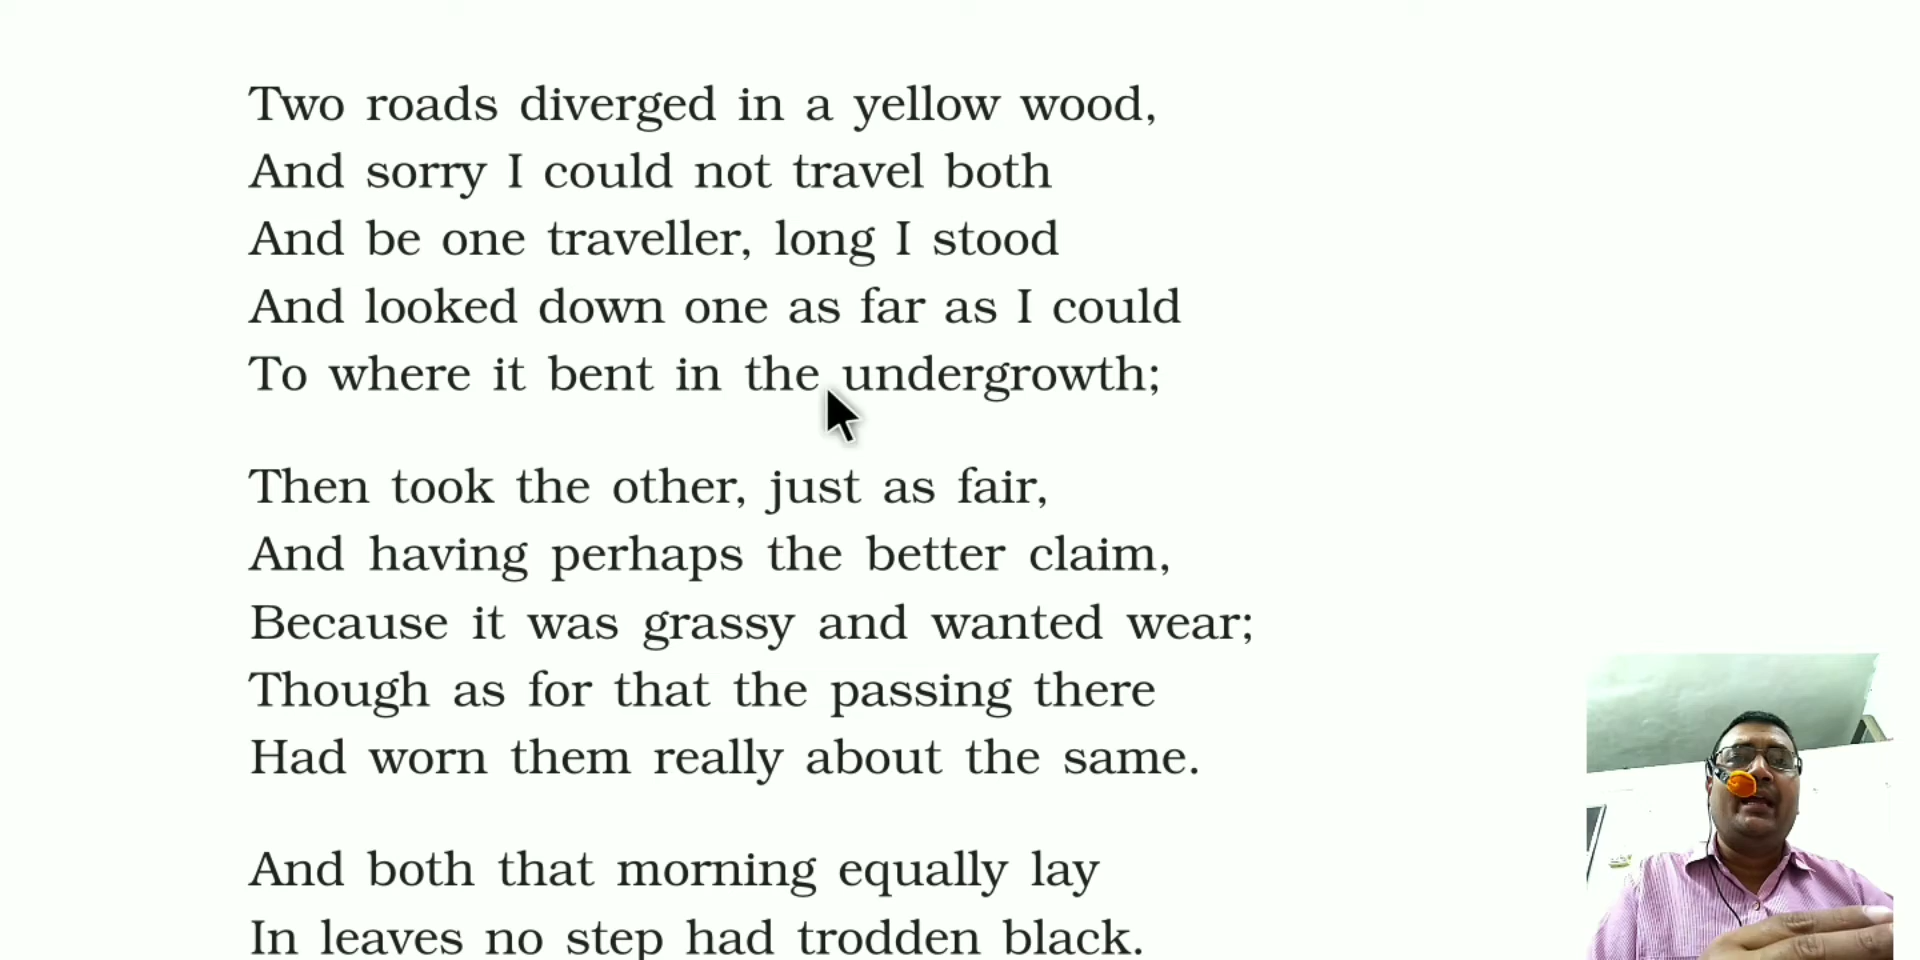 Two roads diverged in a yellow wood,
And sorry I could not travel both
And be one traveller, long I stood
And looked down one as far as I could
To where it bent in the undergrowth;
Then took the other, just as fair,
And having perhaps the better claim,
Because it was grassy and wanted wear;
Though as for that the passing there
Had worn them really about the same.
And both that morning equally lay
In leaves no step had trodden black.